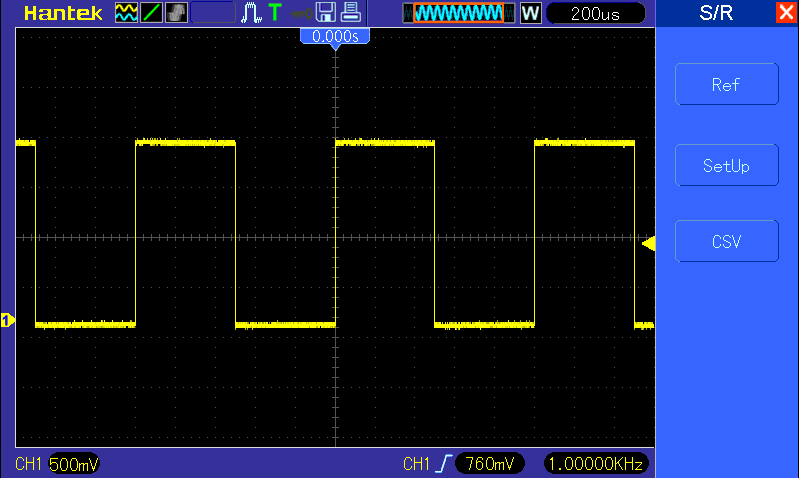 Hantek T W 200us S/R
0.000s
Ref
SetUp
CSV
1
CH1 500mV CH1 760mV 1.00000KHz